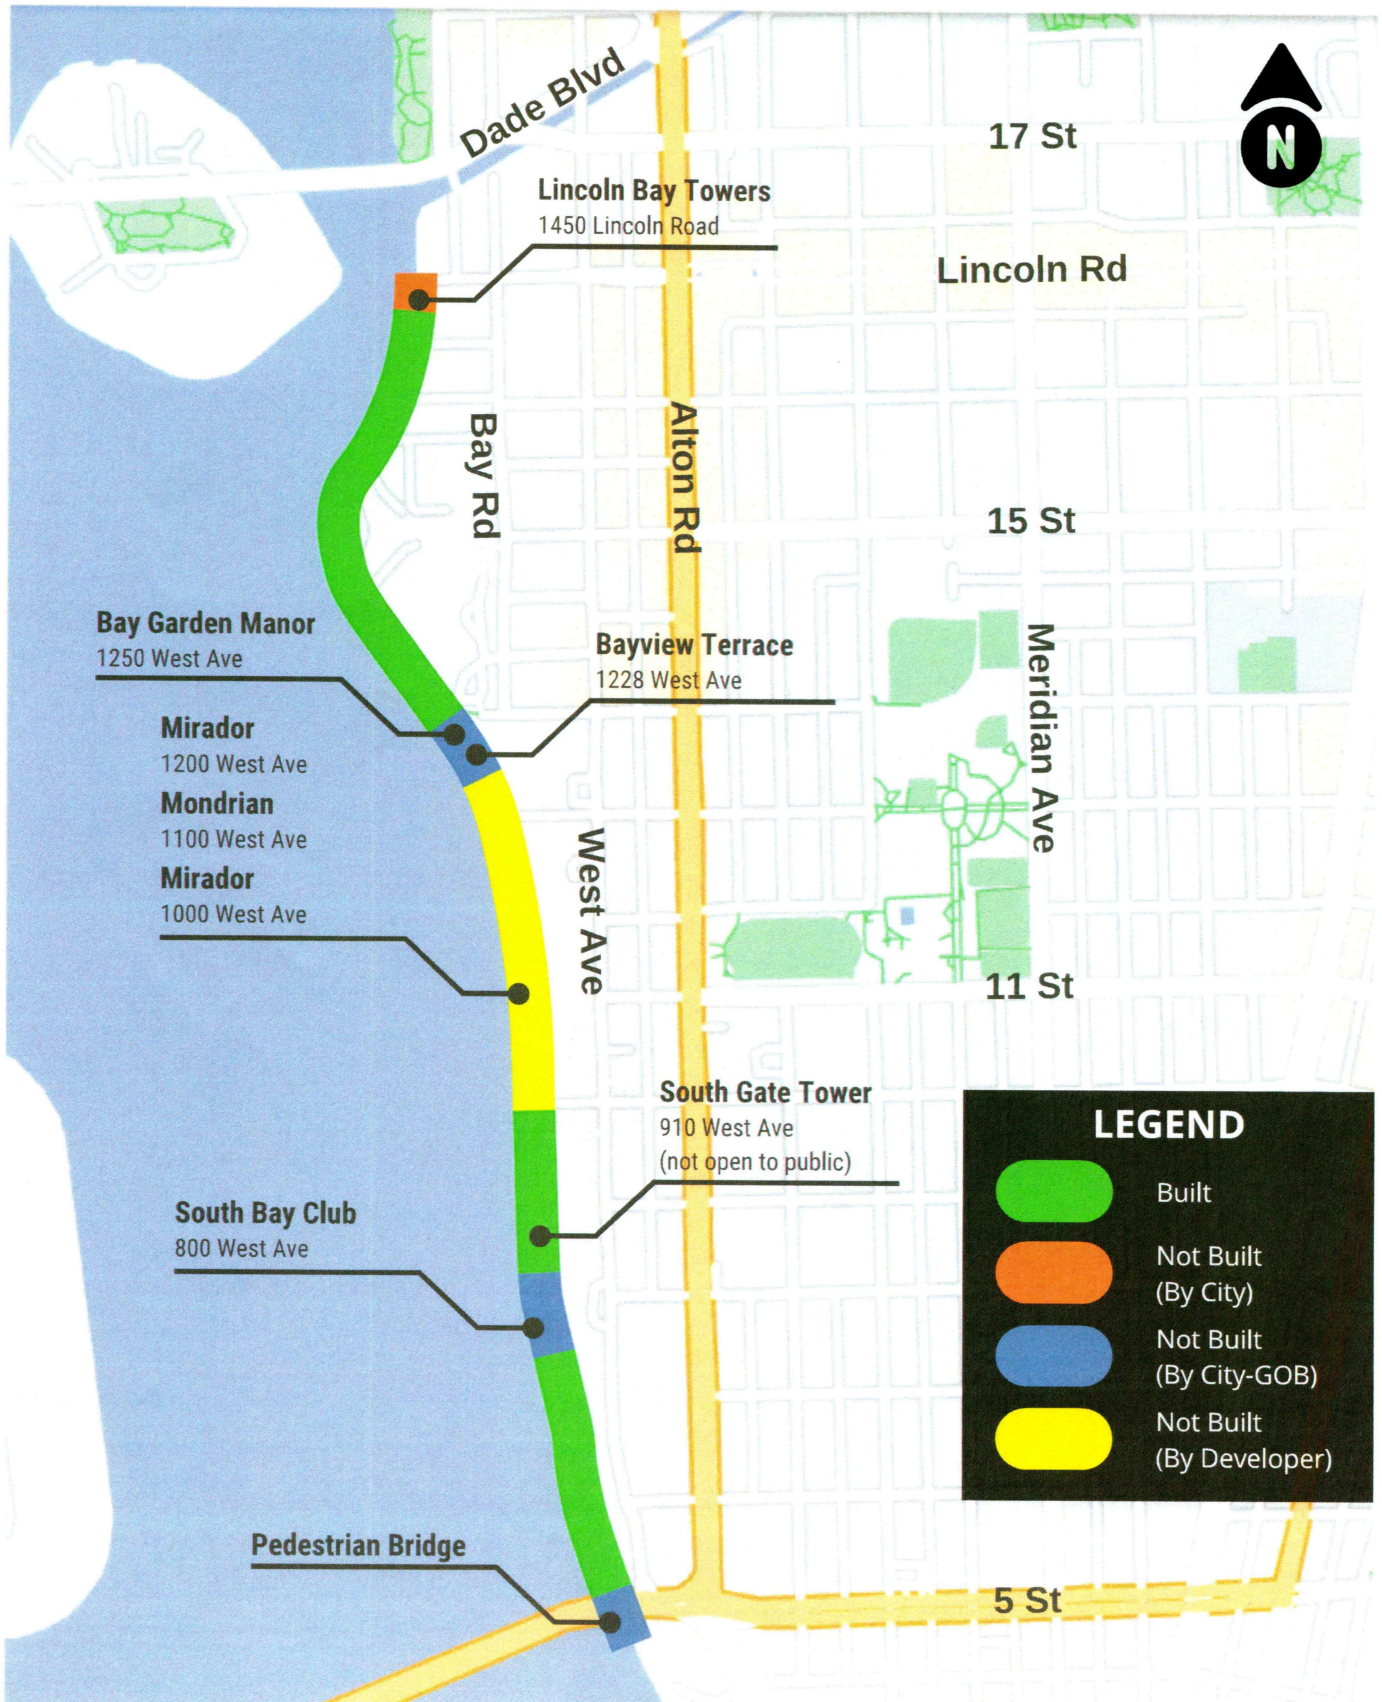 Dade Blvd
17 St
N
Lincoln Bay Towers
1450 Lincoln Road
Lincoln Rd
Bay Rd
Alton Rd
15 St
Bay Garden Manor
1250 West Ave
Bayview Terrace
1228 West Ave
Meridian Ave
Mirador
1200 West Ave
Mondrian
1100 West Ave
Mirador
1000 West Ave
West Ave
11 St
South Gate Tower
910 West Ave
(not open to public)
South Bay Club
800 West Ave
LEGEND
Built
Not Built
(By City)
Not Built
(By City-GOB)
Not Built
(By Developer)
Pedestrian Bridge
5 St